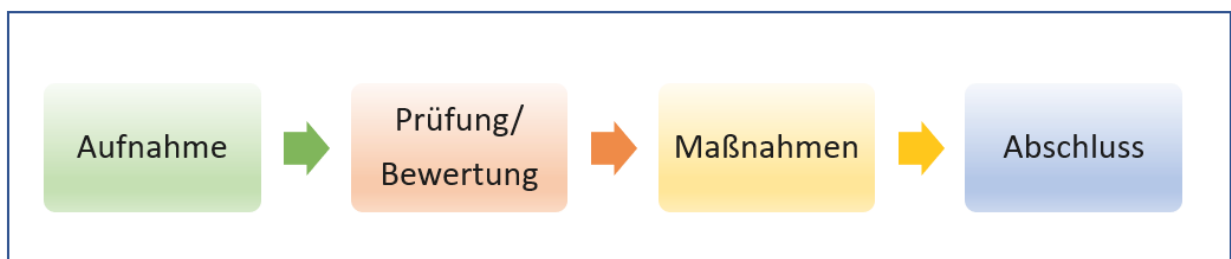 Aufnahme
Prüfung/
Bewertung
Maßnahmen
Abschluss